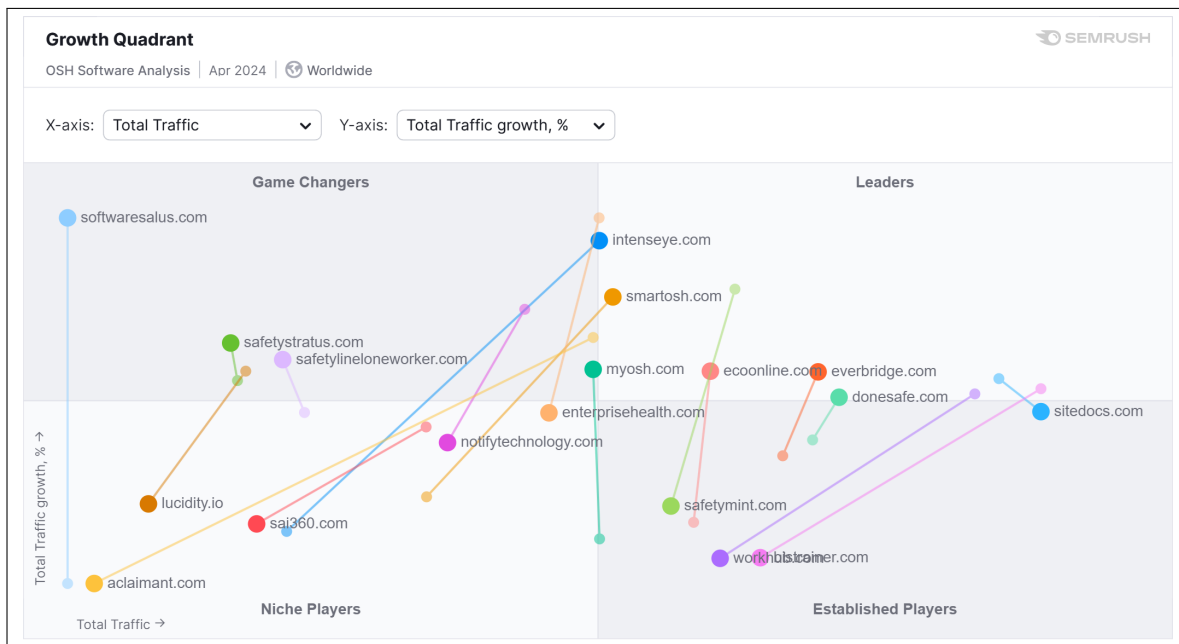 Growth Quadrant
SEMRUSH
OSH Software Analysis Apr 2024 Worldwide
X-axis: Total Traffic Y-axis: Total Traffic growth, %
Game Changers Leaders
softwaresalus.com
intenseye.com
smartosh.com
safetystratus.com
safetylineloneworker.com
myosh.com ecoonline.com everbridge.com
donesafe.com
enterprisehealth.com sitedocs.com
notifytechnology.com
lucidity.io safetymint.com
sai360.com
workhub.com
aclaimant.com
Total Traffic growth, % →
Niche Players Established Players
Total Traffic →